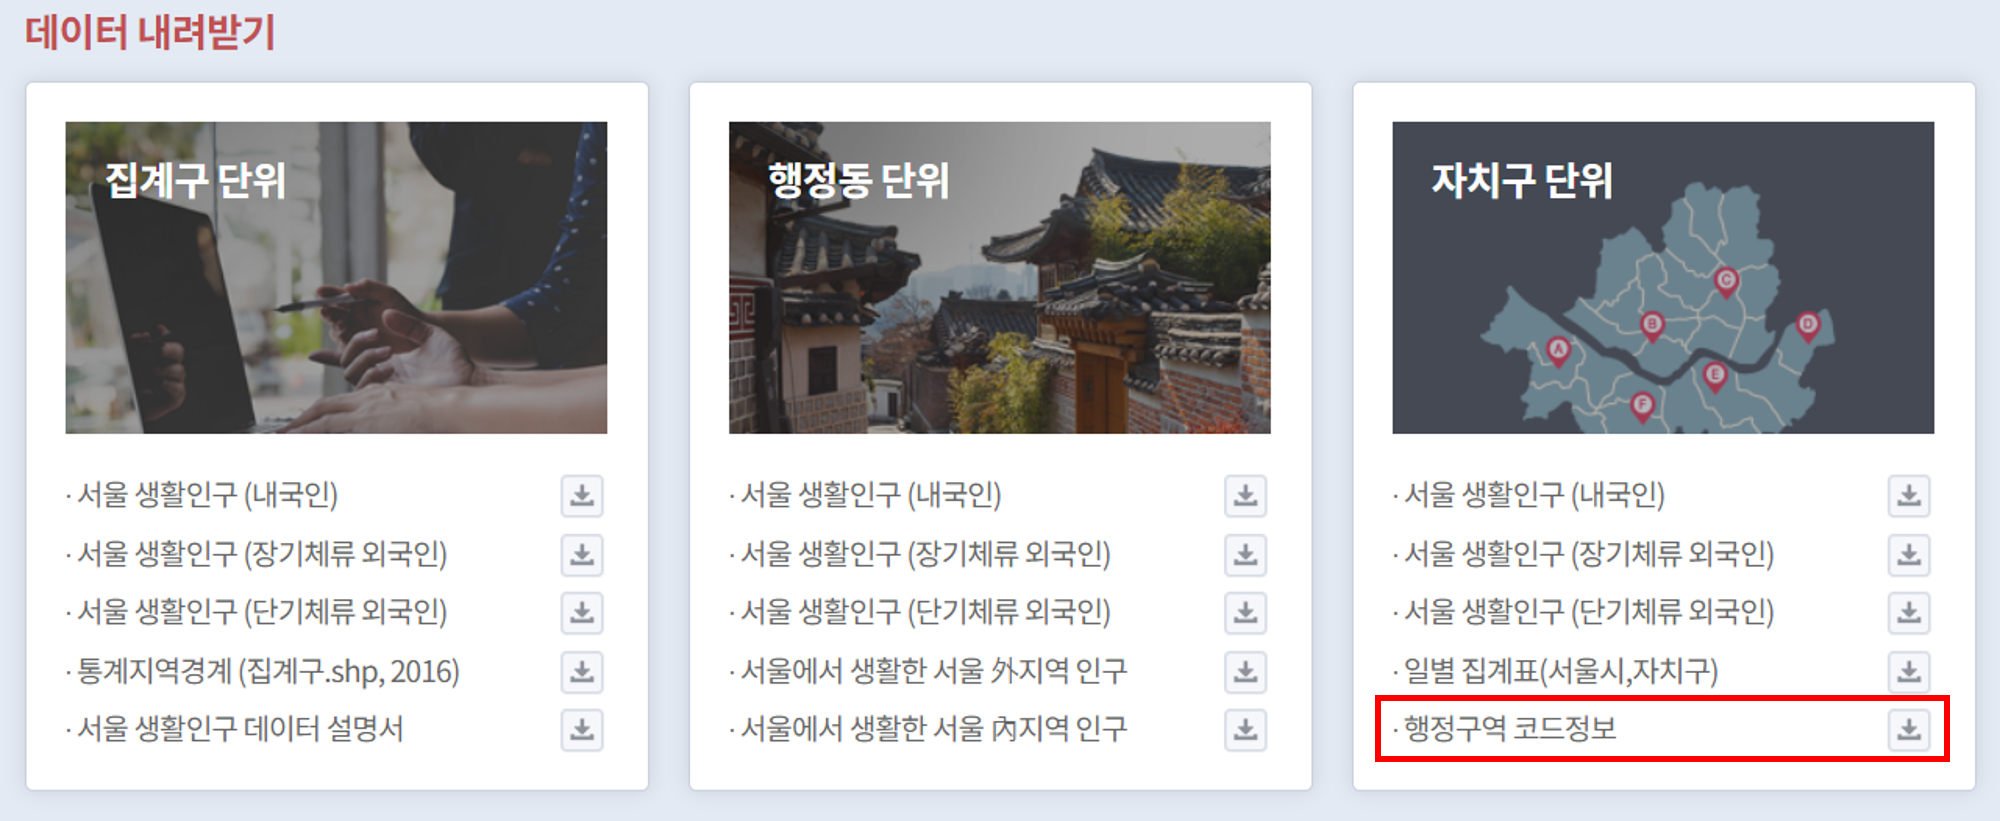 데이터 내려받기
집계구 단위
· 서울 생활인구 (내국인)
· 서울 생활인구 (장기체류 외국인)
· 서울 생활인구 (단기체류 외국인)
· 통계지역경계 (집계구.shp, 2016)
· 서울 생활인구 데이터 설명서
행정동 단위
· 서울 생활인구 (내국인)
· 서울 생활인구 (장기체류 외국인)
· 서울 생활인구 (단기체류 외국인)
· 서울에서 생활한 서울 外지역 인구
· 서울에서 생활한 서울 內지역 인구
자치구 단위
C
B
D
A
E
F
· 서울 생활인구 (내국인)
· 서울 생활인구 (장기체류 외국인)
· 서울 생활인구 (단기체류 외국인)
· 일별 집계표(서울시,자치구)
· 행정구역 코드정보